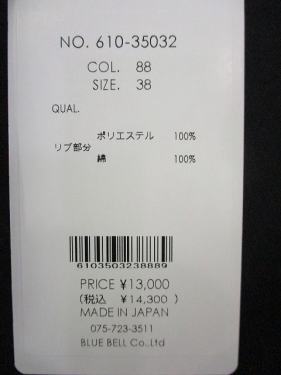 NO. 610-35032
COL. 88
SIZE. 38
QUAL.
ポリエステル 100%
リブ部分
綿 100%
6103503238889
PRICE ¥13,000
(税込 ¥14,300 )
MADE IN JAPAN
075-723-3511
BLUE BELL Co.,Ltd